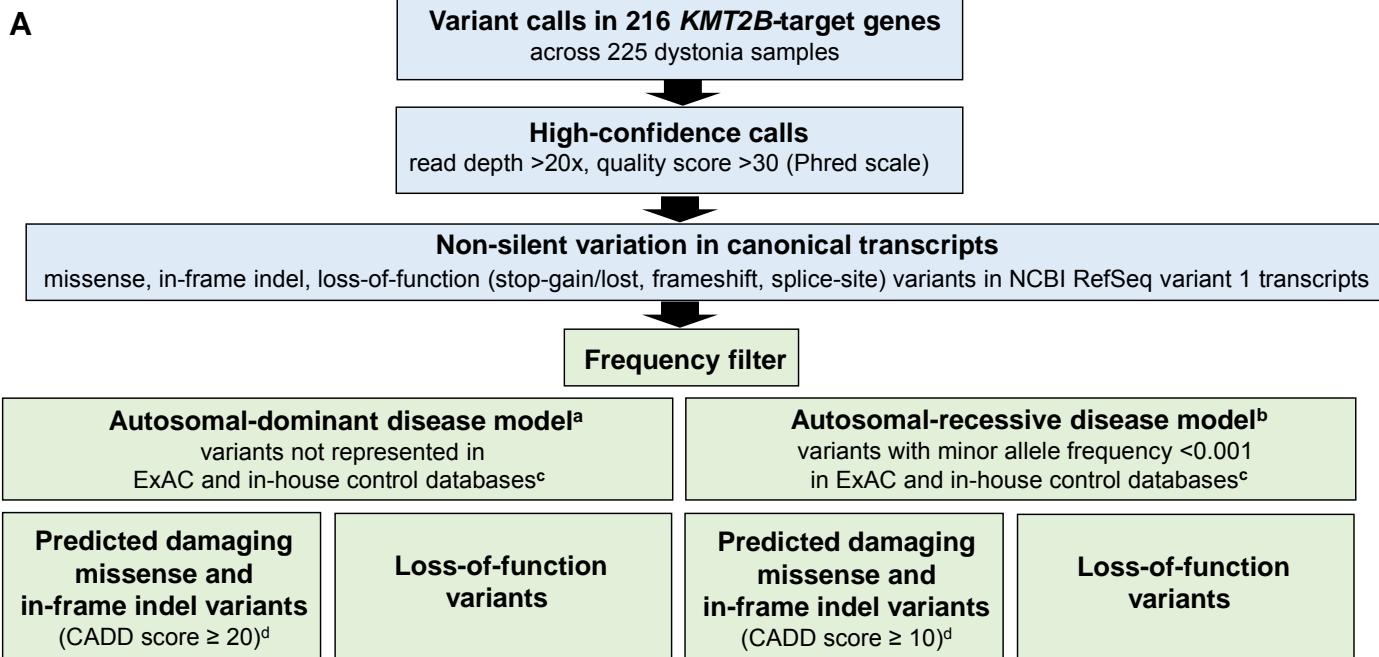 A
Variant calls in 216 KMT2B-target genes
across 225 dystonia samples
High-confidence calls
read depth >20x, quality score >30 (Phred scale)
Non-silent variation in canonical transcripts
missense, in-frame indel, loss-of-function (stop-gain/lost, frameshift, splice-site) variants in NCBI RefSeq variant 1 transcripts
Frequency filter
Autosomal-dominant disease modelᵃ
variants not represented in
ExAC and in-house control databasesᶜ
Autosomal-recessive disease modelᵇ
variants with minor allele frequency <0.001
in ExAC and in-house control databasesᶜ
Predicted damaging
missense and
in-frame indel variants
(CADD score ≥ 20)ᵈ
Loss-of-function
variants
Predicted damaging
missense and
in-frame indel variants
(CADD score ≥ 10)ᵈ
Loss-of-function
variants